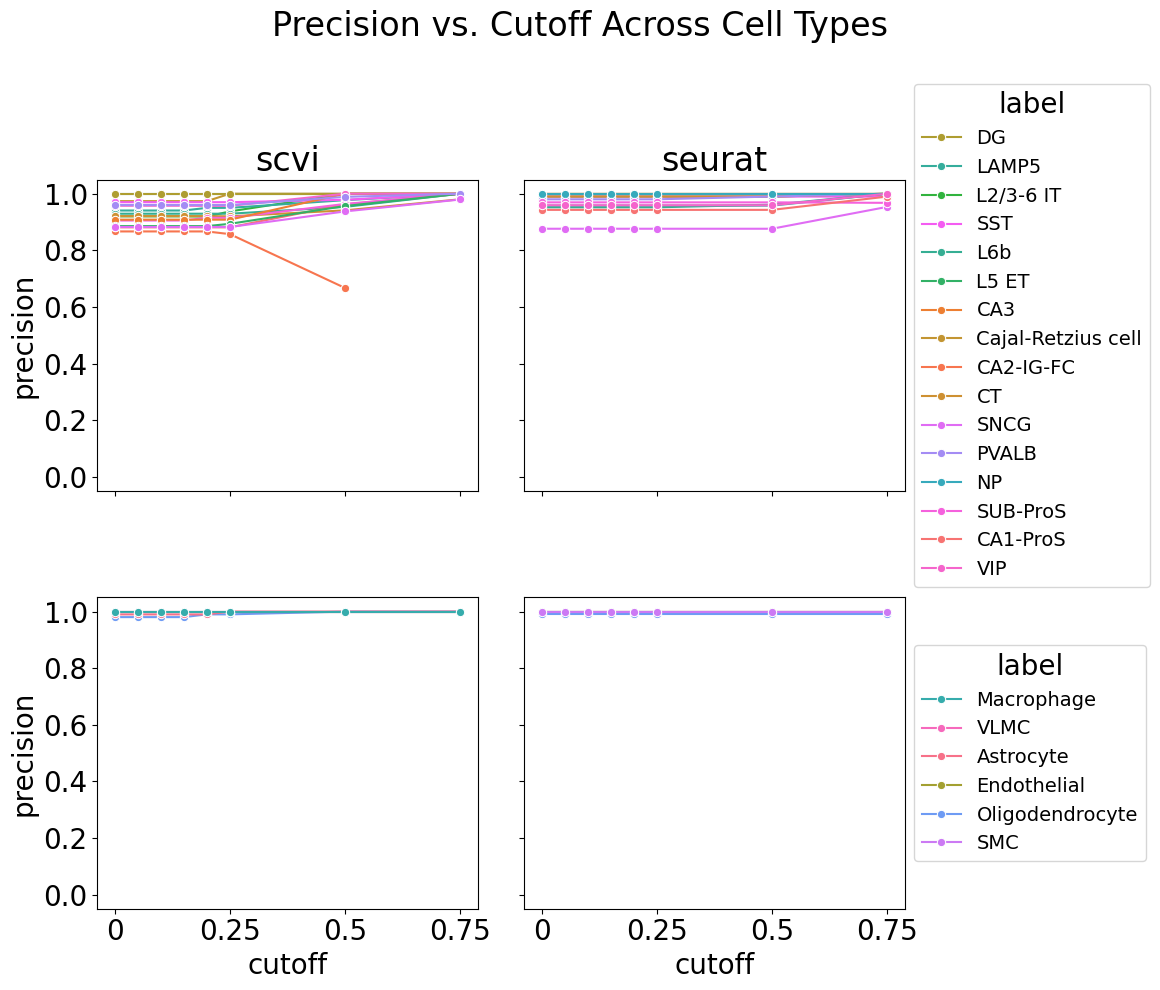 Precision vs. Cutoff Across Cell Types
scvi
seurat
precision
1.0
0.8
0.6
0.4
0.2
0.0
label
DG
LAMP5
L2/3-6 IT
SST
L6b
L5 ET
CA3
Cajal-Retzius cell
CA2-IG-FC
CT
SNCG
PVALB
NP
SUB-ProS
CA1-ProS
VIP
precision
1.0
0.8
0.6
0.4
0.2
0.0
0 0.25 0.5 0.75
cutoff
0 0.25 0.5 0.75
cutoff
label
Macrophage
VLMC
Astrocyte
Endothelial
Oligodendrocyte
SMC